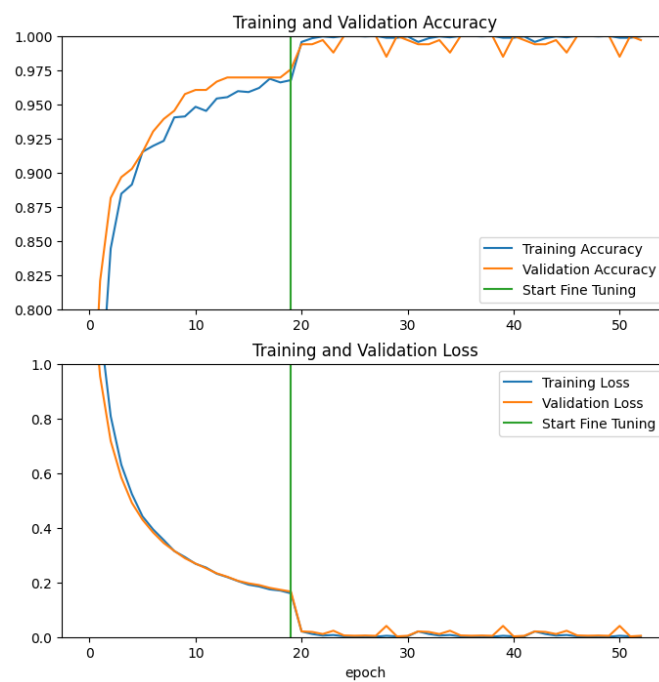 Training and Validation Accuracy
1.000
0.975
0.950
0.925
0.900
0.875
0.850
0.825
0.800
Training Accuracy
Validation Accuracy
Start Fine Tuning
0 10 20 30 40 50
Training and Validation Loss
1.0
0.8
0.6
0.4
0.2
0.0
Training Loss
Validation Loss
Start Fine Tuning
0 10 20 30 40 50
epoch